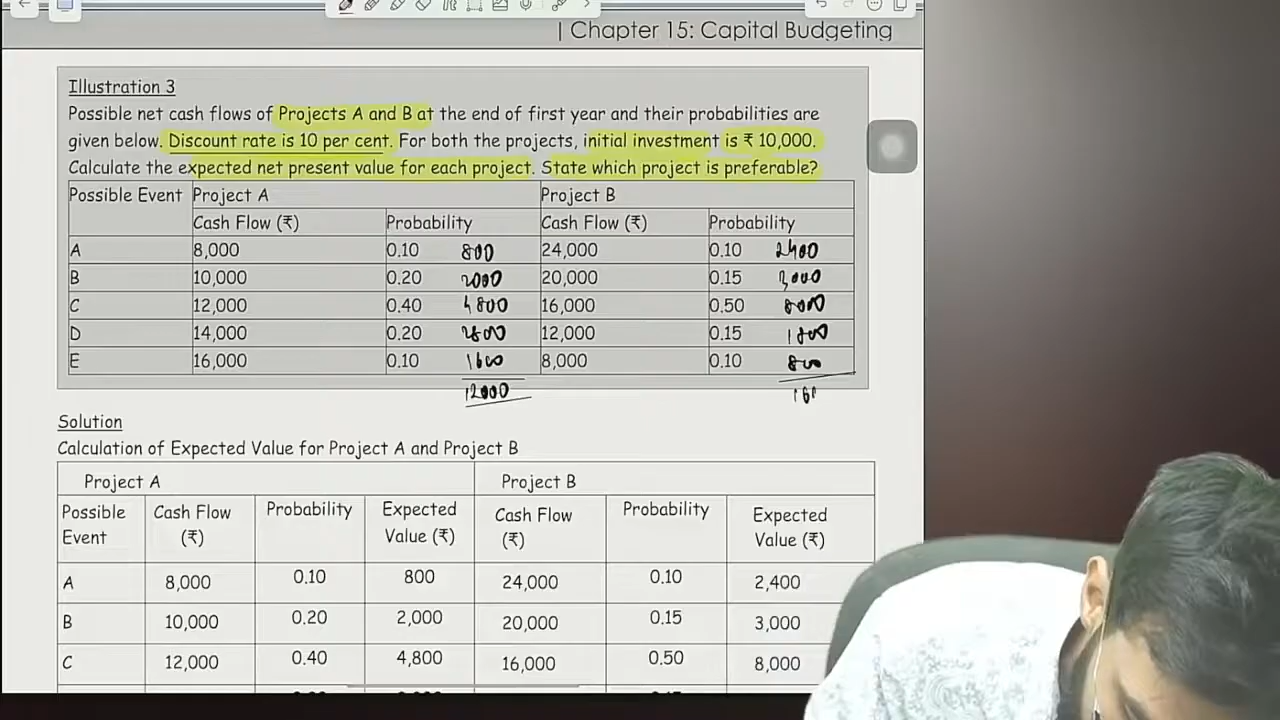 | Chapter 15: Capital Budgeting
Illustration 3
Possible net cash flows of Projects A and B at the end of first year and their probabilities are
given below. Discount rate is 10 per cent. For both the projects, initial investment is ₹ 10,000.
Calculate the expected net present value for each project. State which project is preferable?
Possible Event Project A Project B
Cash Flow (₹) Probability Cash Flow (₹) Probability
A 8,000 0.10 800 24,000 0.10 2400
B 10,000 0.20 2000 20,000 0.15 3000
C 12,000 0.40 4800 16,000 0.50 8000
D 14,000 0.20 2800 12,000 0.15 1800
E 16,000 0.10 1600 8,000 0.10 800
12000
Solution
Calculation of Expected Value for Project A and Project B
Project A Project B
Possible Event Cash Flow (₹) Probability Expected Value (₹) Cash Flow (₹) Probability Expected Value (₹)
A 8,000 0.10 800 24,000 0.10 2,400
B 10,000 0.20 2,000 20,000 0.15 3,000
C 12,000 0.40 4,800 16,000 0.50 8,000